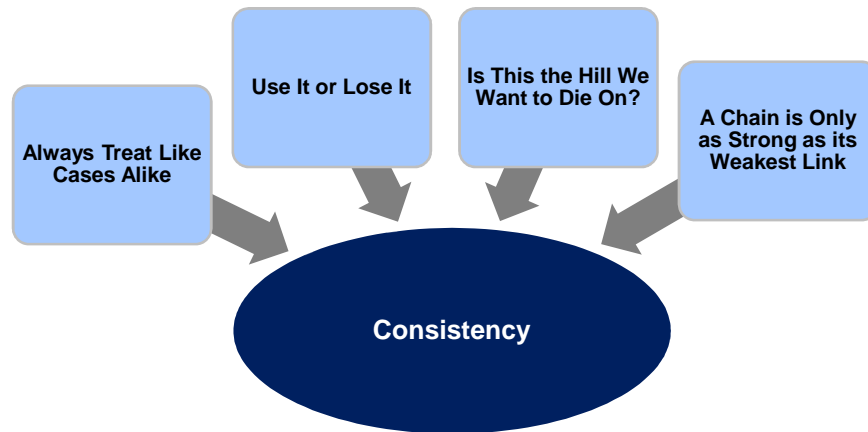 Always Treat Like
Cases Alike
Use It or Lose It
Is This the Hill We
Want to Die On?
A Chain is Only
as Strong as its
Weakest Link
Consistency